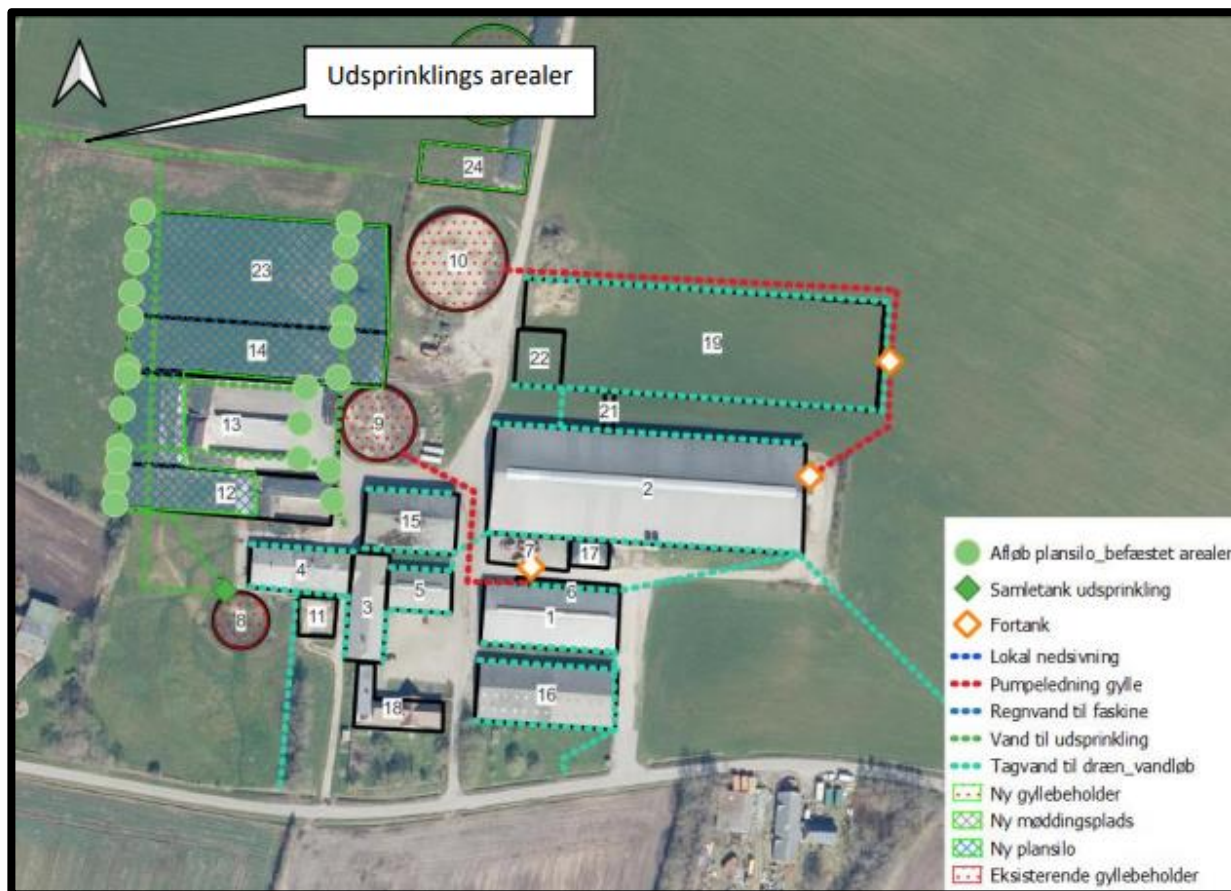 Udsprinklings arealer
24
10
23
14
19
22
21
13
9
2
12
15
7
17
4
5
6
3
11
8
1
16
18
Afløb plansilo_befæstet arealer
Samletank udsprinkling
Fortank
Lokal nedsivning
Pumpeledning gylle
Regnvand til faskine
Vand til udsprinkling
Tagvand til dræn_vandløb
Ny gyllebeholder
Ny møddingsplads
Ny plansilo
Eksisterende gyllebeholder